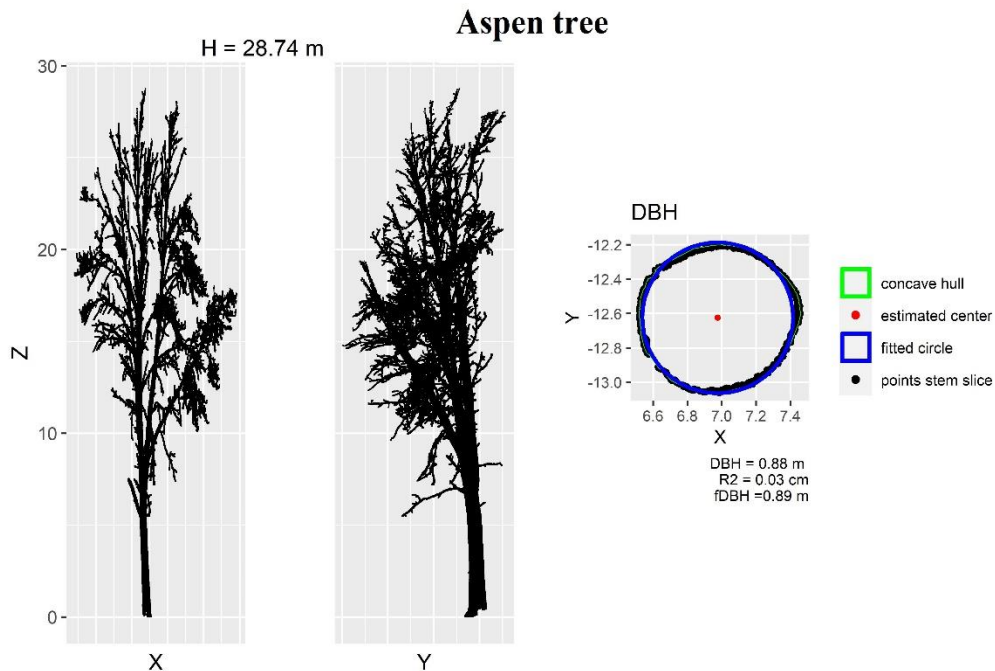 Aspen tree
H = 28.74 m
30
20
10
0
Z
X
Y
DBH
-12.2
-12.4
-12.6
-12.8
-13.0
Y
6.6 6.8 7.0 7.2 7.4
X
DBH = 0.88 m
R2 = 0.03 cm
fDBH =0.89 m
concave hull
estimated center
fitted circle
points stem slice